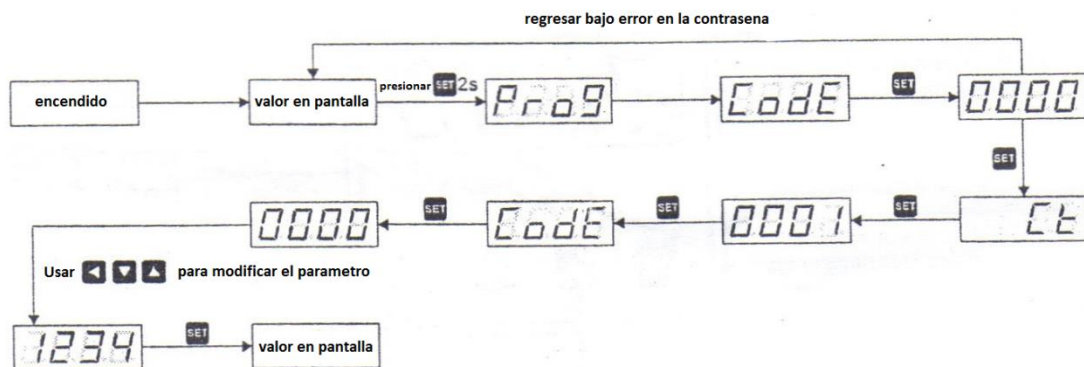 regresar bajo error en la contrasena
encendido
valor en pantalla
presionar SET 2s
Prog
CodE
SET
0000
SET
0000
SET
CodE
SET
0001
SET
Ct
Usar para modificar el parametro
1234
SET
valor en pantalla